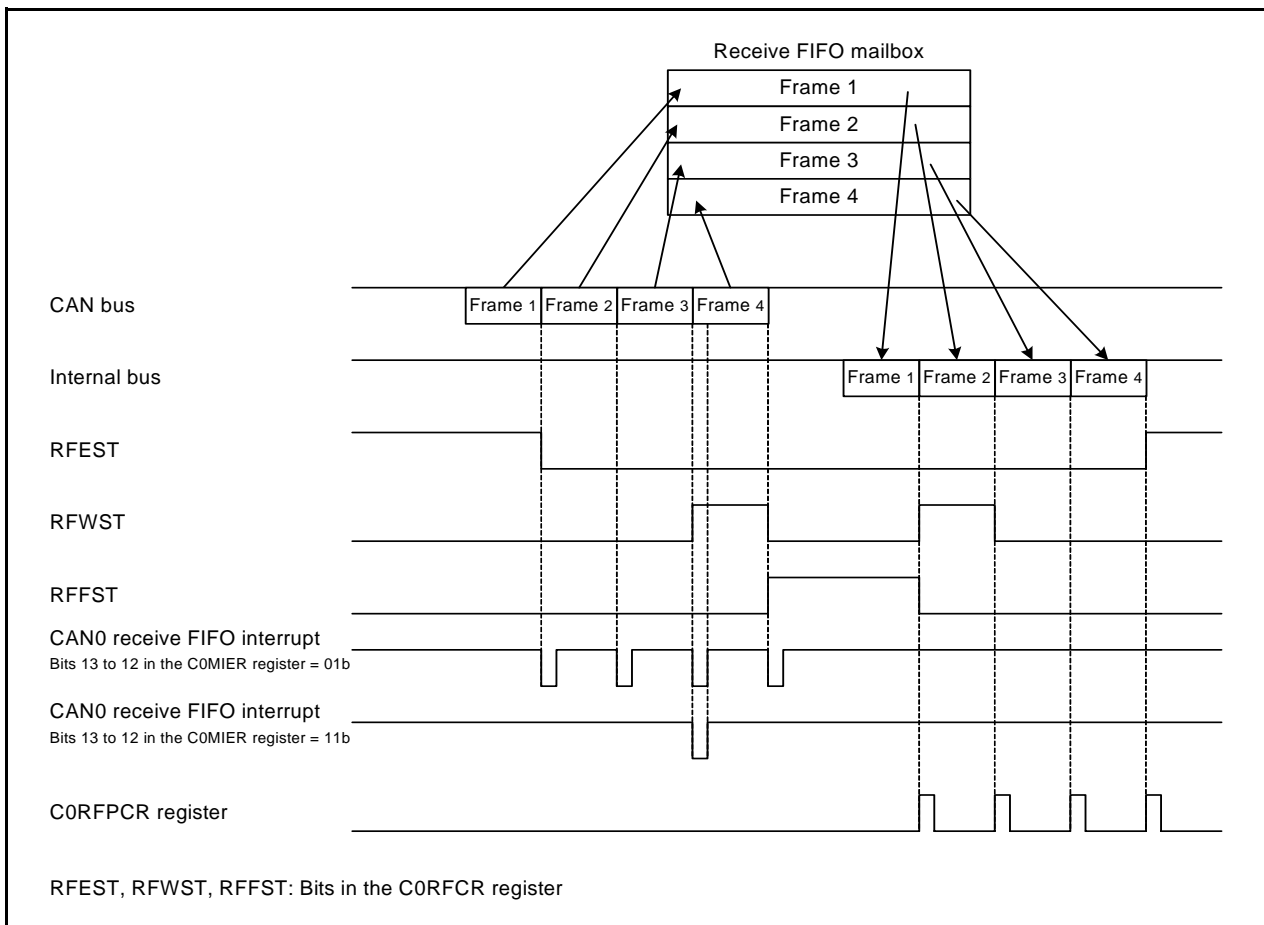 Receive FIFO mailbox
Frame 1
Frame 2
Frame 3
Frame 4
CAN bus
Frame 1 Frame 2 Frame 3 Frame 4
Internal bus
Frame 1 Frame 2 Frame 3 Frame 4
RFEST
RFWST
RFFST
CAN0 receive FIFO interrupt
Bits 13 to 12 in the C0MIER register = 01b
CAN0 receive FIFO interrupt
Bits 13 to 12 in the C0MIER register = 11b
C0RFPCR register
RFEST, RFWST, RFFST: Bits in the C0RFCR register